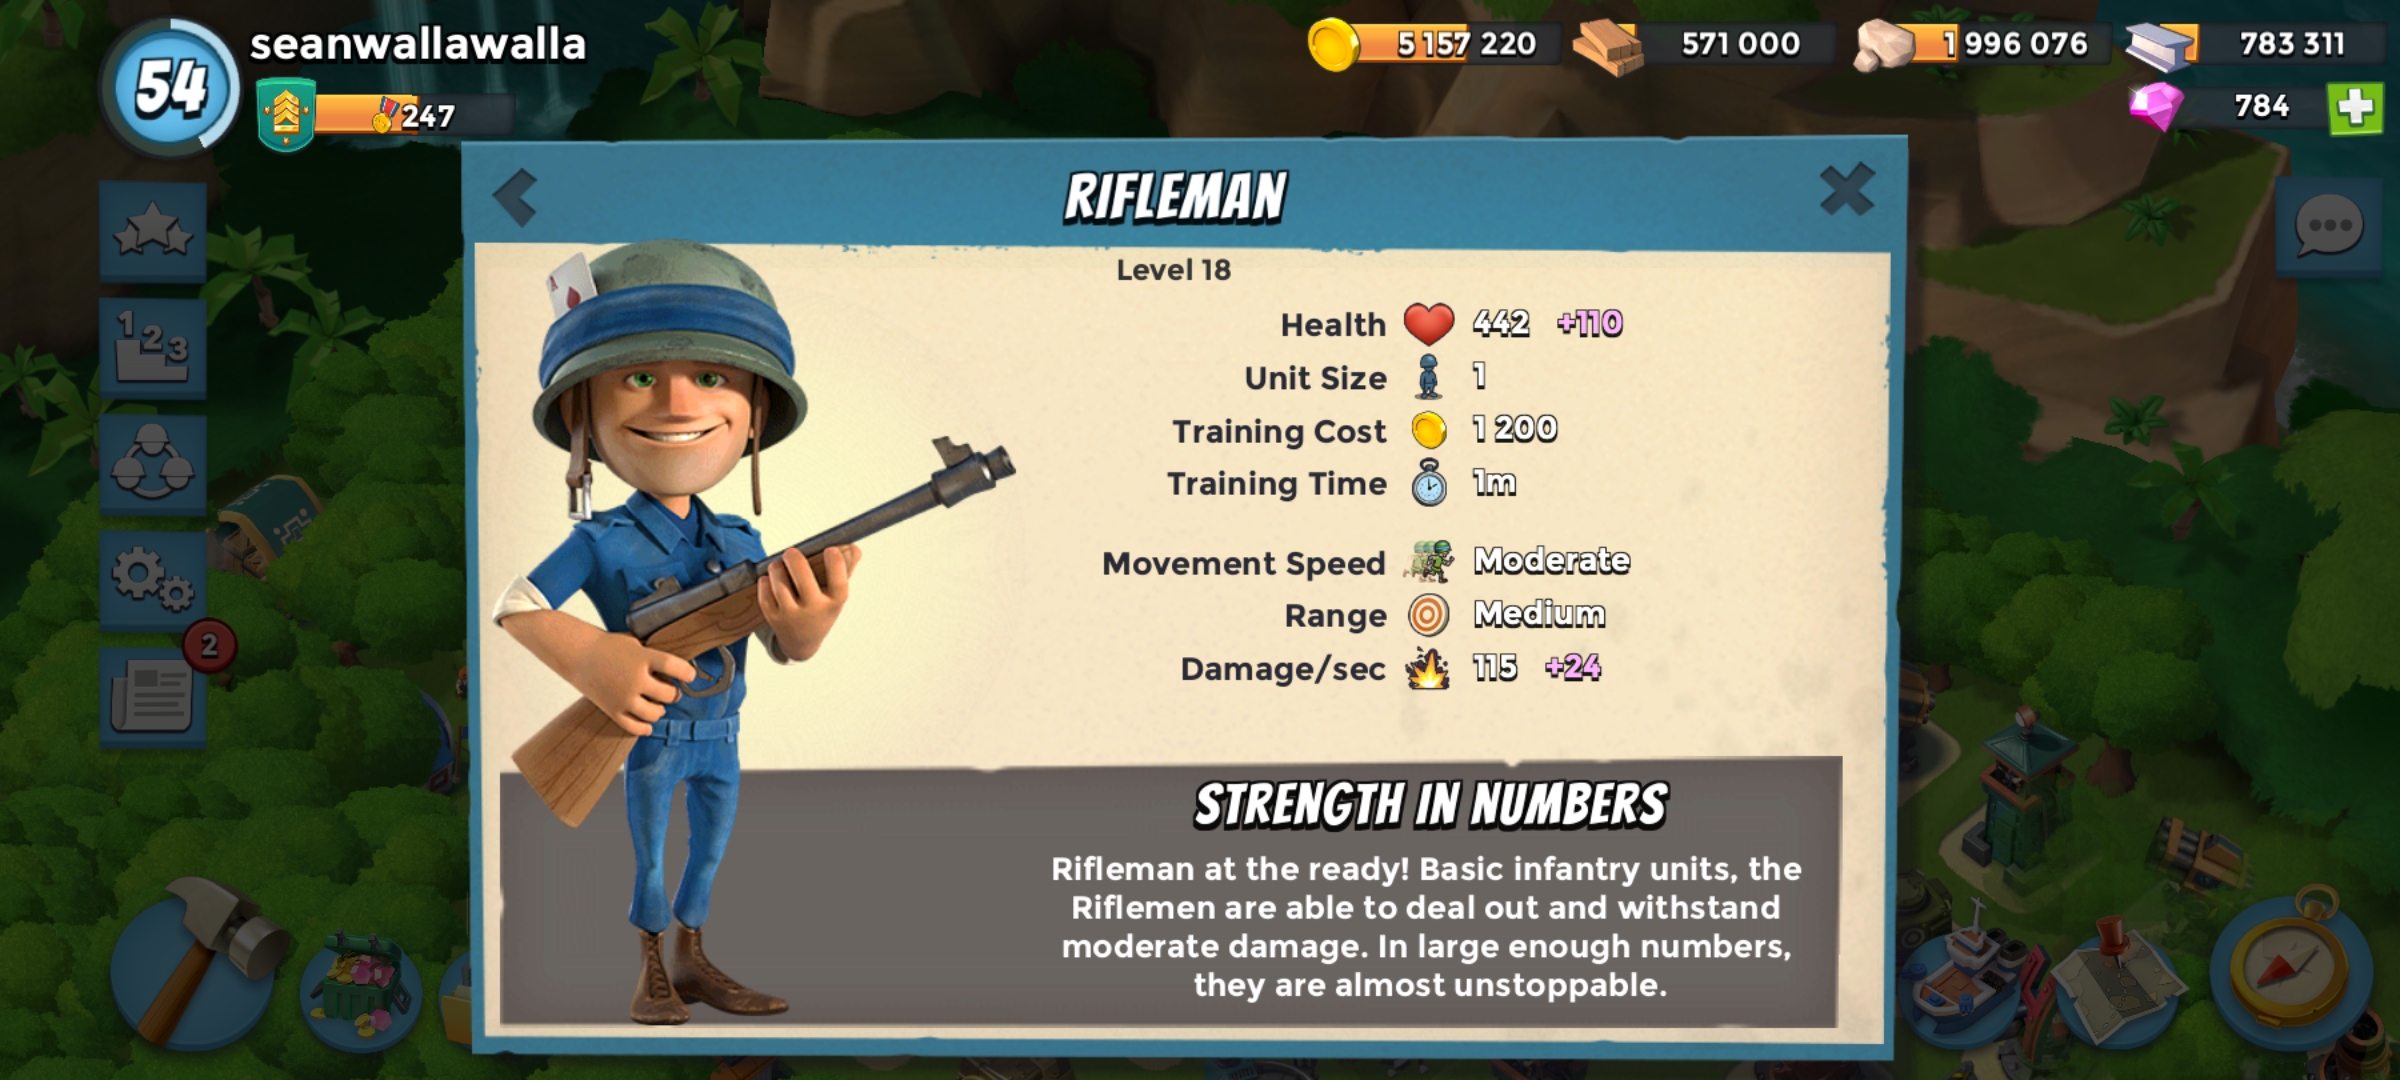 54
seanwallawalla
247
5 157 220
571 000
1 996 076
783 311
784
1 2 3
2
RIFLEMAN
Level 18
Health 442 +110
Unit Size 1
Training Cost 1 200
Training Time 1m
Movement Speed Moderate
Range Medium
Damage/sec 115 +24
STRENGTH IN NUMBERS
Rifleman at the ready! Basic infantry units, the
Riflemen are able to deal out and withstand
moderate damage. In large enough numbers,
they are almost unstoppable.